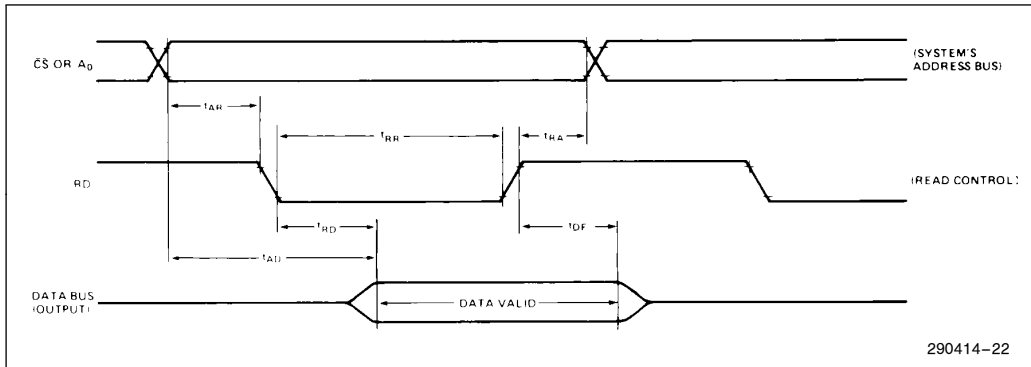 C̅S̅ OR A₀
(SYSTEM'S
ADDRESS BUS)
tAR
tRR
tRA
RD
(READ CONTROL)
tRD
tDF
tAD
DATA BUS
(OUTPUT)
DATA VALID
290414–22